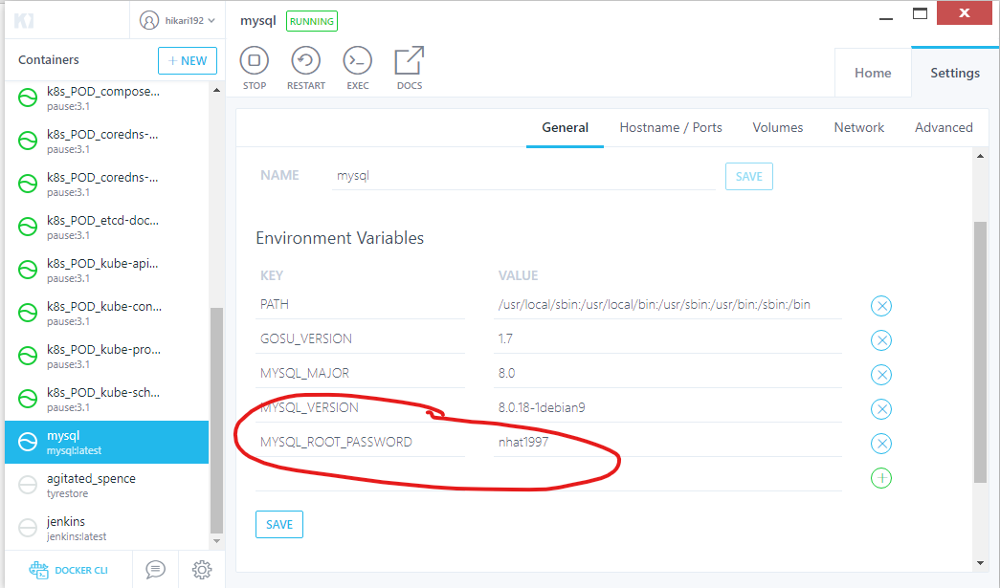 hikari192
mysql RUNNING
Containers
+ NEW
STOP RESTART EXEC DOCS
Home Settings
k8s_POD_compose...
pause:3.1
k8s_POD_coredns-...
pause:3.1
k8s_POD_coredns-...
pause:3.1
k8s_POD_etcd-doc...
pause:3.1
k8s_POD_kube-api...
pause:3.1
k8s_POD_kube-con...
pause:3.1
k8s_POD_kube-pro...
pause:3.1
k8s_POD_kube-sch...
pause:3.1
mysql
mysql:latest
agitated_spence
tyrestore
jenkins
jenkins:latest
DOCKER CLI
General Hostname / Ports Volumes Network Advanced
NAME mysql SAVE
Environment Variables
KEY VALUE
PATH /usr/local/sbin:/usr/local/bin:/usr/sbin:/usr/bin:/sbin:/bin
GOSU_VERSION 1.7
MYSQL_MAJOR 8.0
MYSQL_VERSION 8.0.18-1debian9
MYSQL_ROOT_PASSWORD nhat1997
SAVE